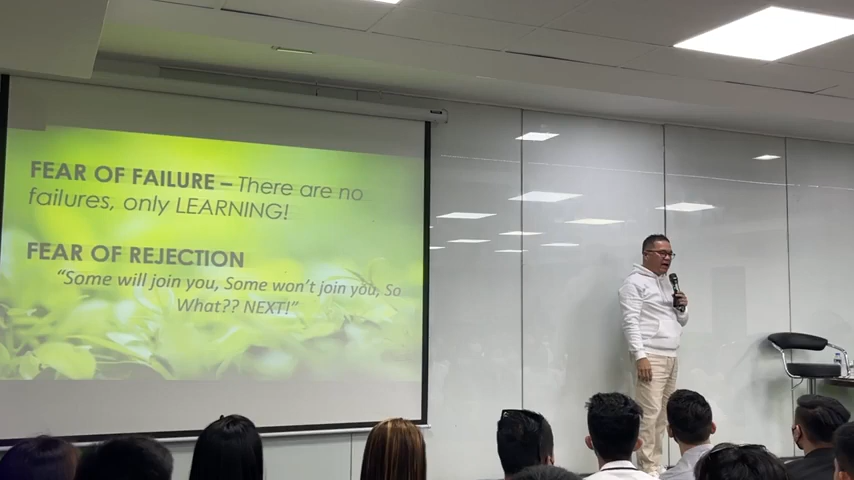 FEAR OF FAILURE – There are no
failures, only LEARNING!
FEAR OF REJECTION
“Some will join you, Some won’t join you, So
What?? NEXT!”